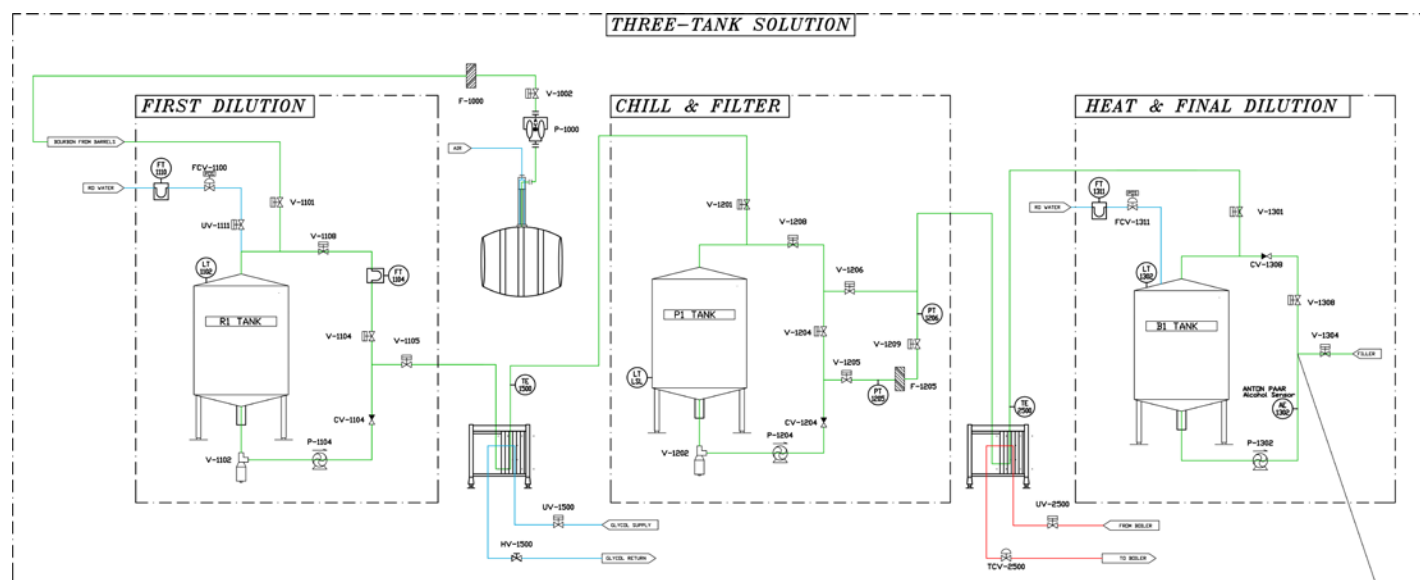 THREE-TANK SOLUTION
FIRST DILUTION
F-1000
V-1002
P-1000
CHILL & FILTER
HEAT & FINAL DILUTION
BOURBON FROM BARRELS
AIR
FT
1110
FCV-1100
RO WATER
V-1101
UV-1111
V-1108
LT
1102
FT
1104
R1 TANK
V-1104
V-1105
CV-1104
P-1104
V-1102
TE
1500
UV-1500
GLYCOL SUPPLY
HV-1500
GLYCOL RETURN
V-1201
V-1208
V-1206
P1 TANK
V-1204
PT
1206
V-1209
V-1205
LT
LSL
PT
1205
F-1205
CV-1204
P-1204
V-1202
TE
2500
UV-2500
FROM BOILER
TCV-2500
TO BOILER
FT
1311
RO WATER
FCV-1311
V-1301
LT
1302
CV-1308
V-1308
B1 TANK
V-1304
FILLER
ANTON PAAR
Alcohol Sensor
AE
1302
P-1302